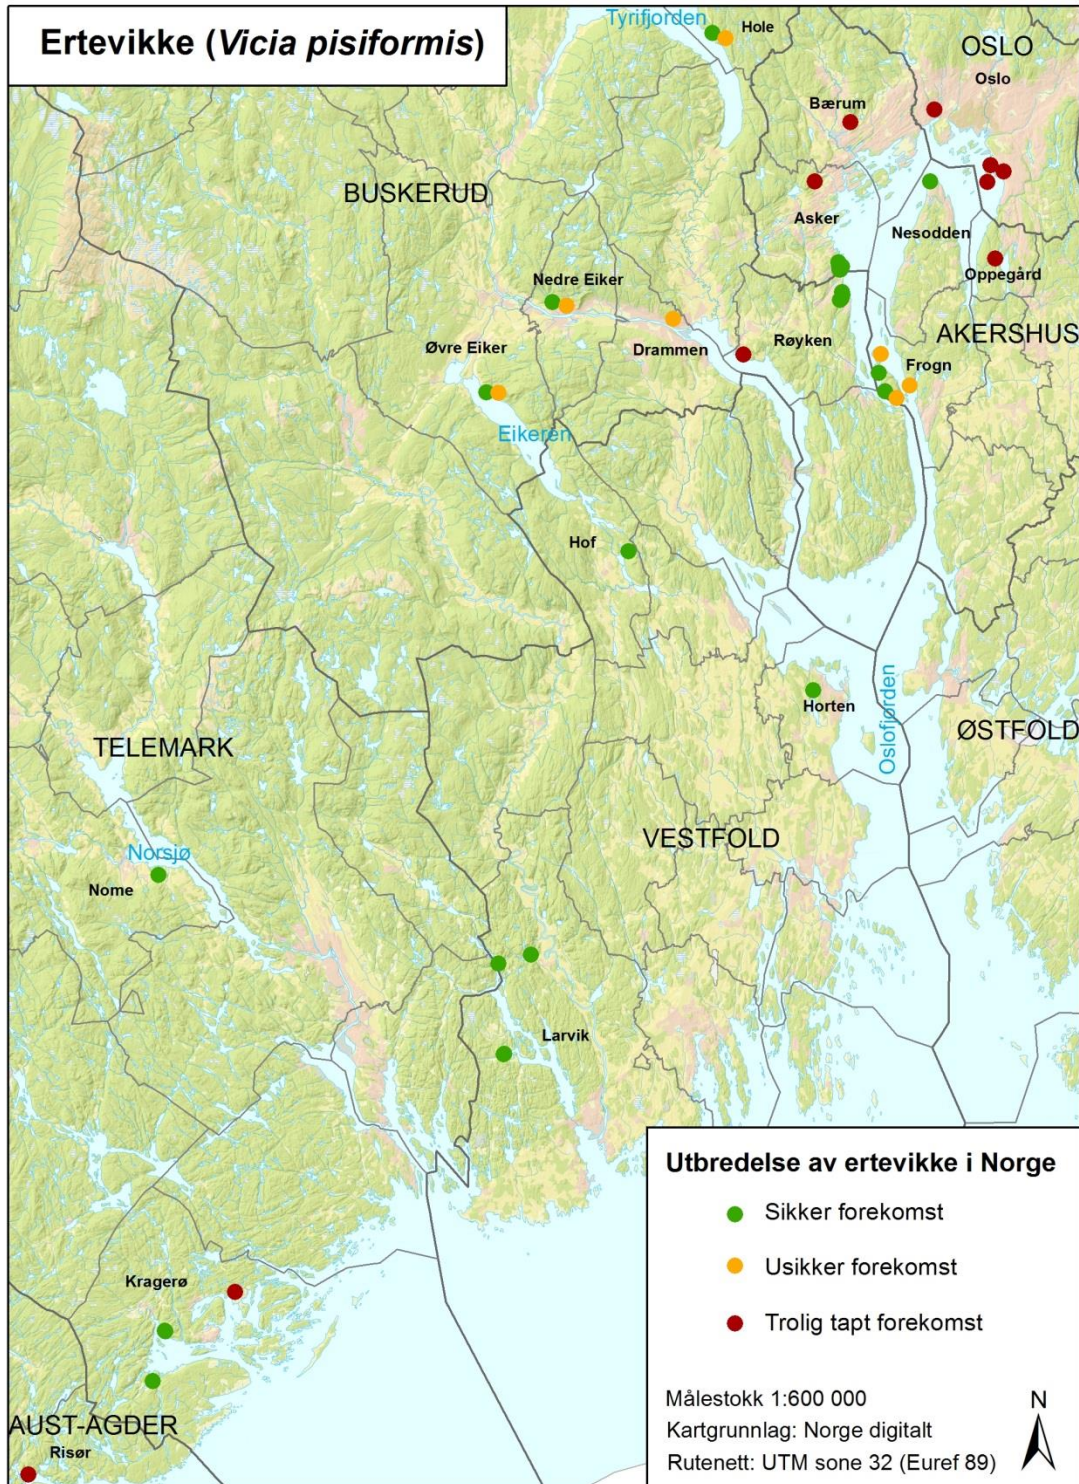 Ertevikke (Vicia pisiformis)
Tyrifjorden
Hole
OSLO
Oslo
Bærum
BUSKERUD
Asker
Nesodden
Oppegård
Nedre Eiker
AKERSHUS
Røyken
Drammen
Øvre Eiker
Frogn
Eikeren
Hof
Horten
Oslofjorden
ØSTFOLD
TELEMARK
VESTFOLD
Norsjø
Nome
Larvik
Kragerø
AUST-AGDER
Risør
Utbredelse av ertevikke i Norge
Sikker forekomst
Usikker forekomst
Trolig tapt forekomst
Målestokk 1:600 000
Kartgrunnlag: Norge digitalt
Rutenett: UTM sone 32 (Euref 89)
N